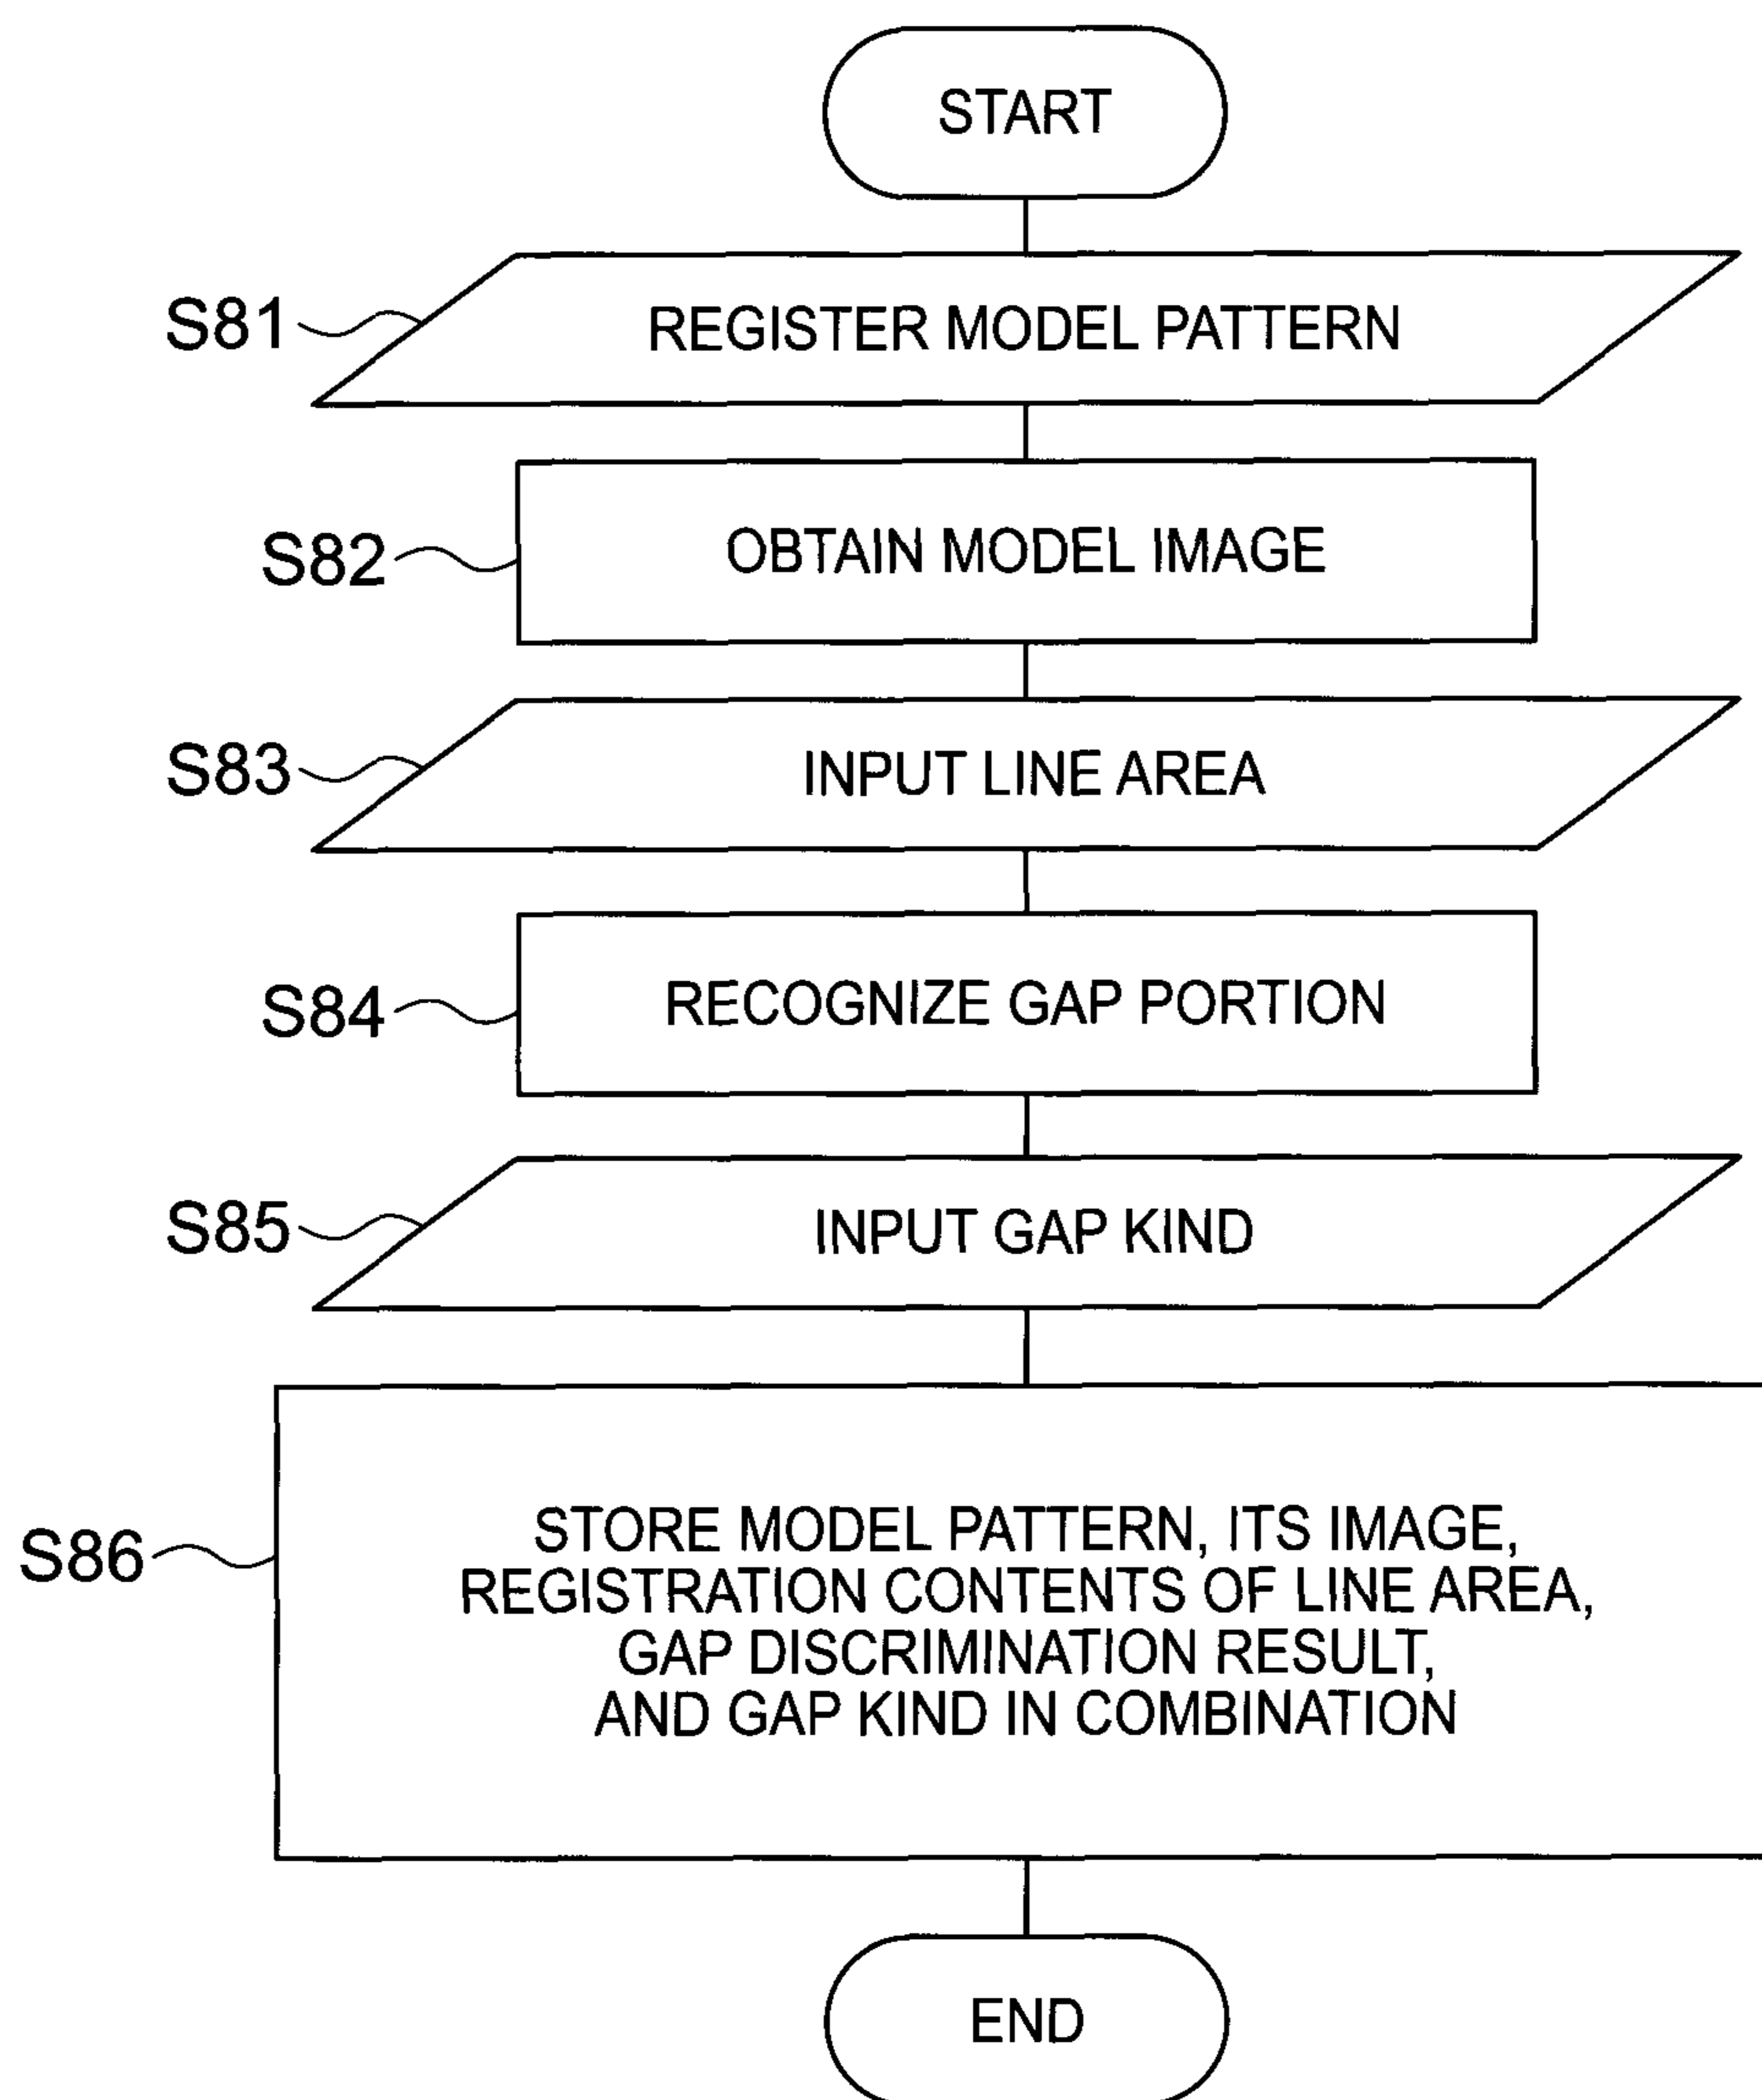 START
S81
REGISTER MODEL PATTERN
S82
OBTAIN MODEL IMAGE
S83
INPUT LINE AREA
S84
RECOGNIZE GAP PORTION
S85
INPUT GAP KIND
S86
STORE MODEL PATTERN, ITS IMAGE,
REGISTRATION CONTENTS OF LINE AREA,
GAP DISCRIMINATION RESULT,
AND GAP KIND IN COMBINATION
END